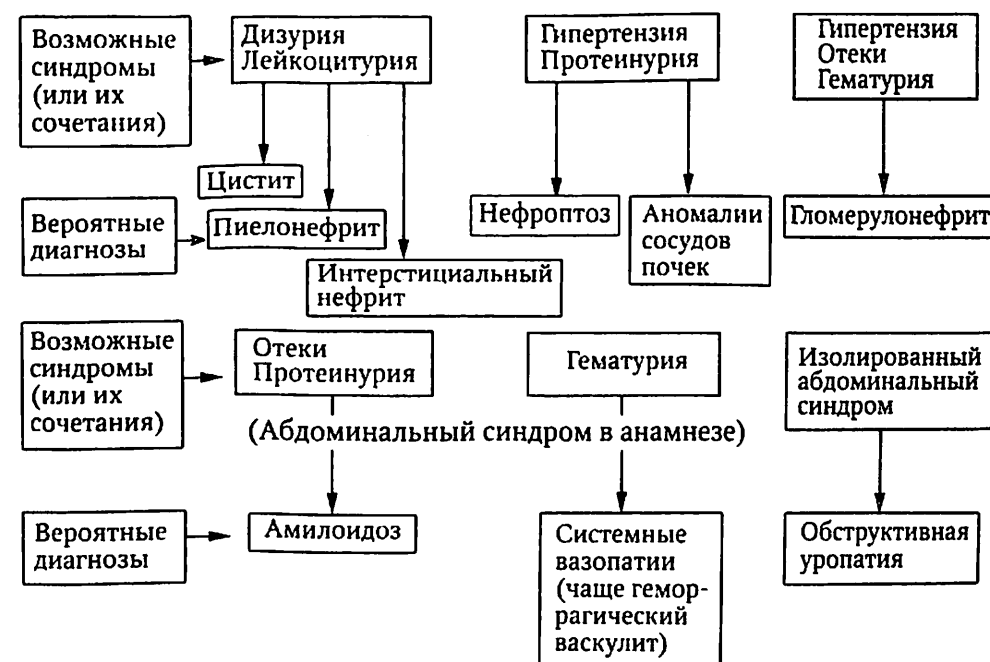 Возможные
синдромы
(или их
сочетания)
Дизурия
Лейкоцитурия
Гипертензия
Протеинурия
Гипертензия
Отеки
Гематурия
Вероятные
диагнозы
Цистит
Пиелонефрит
Интерстициальный
нефрит
Нефроптоз
Аномалии
сосудов
почек
Гломерулонефрит
Возможные
синдромы
(или их
сочетания)
Отеки
Протеинурия
Гематурия
Изолированный
абдоминальный
синдром
(Абдоминальный синдром в анамнезе)
Вероятные
диагнозы
Амилоидоз
Системные
вазопатии
(чаще гемор-
рагический
васкулит)
Обструктивная
уропатия